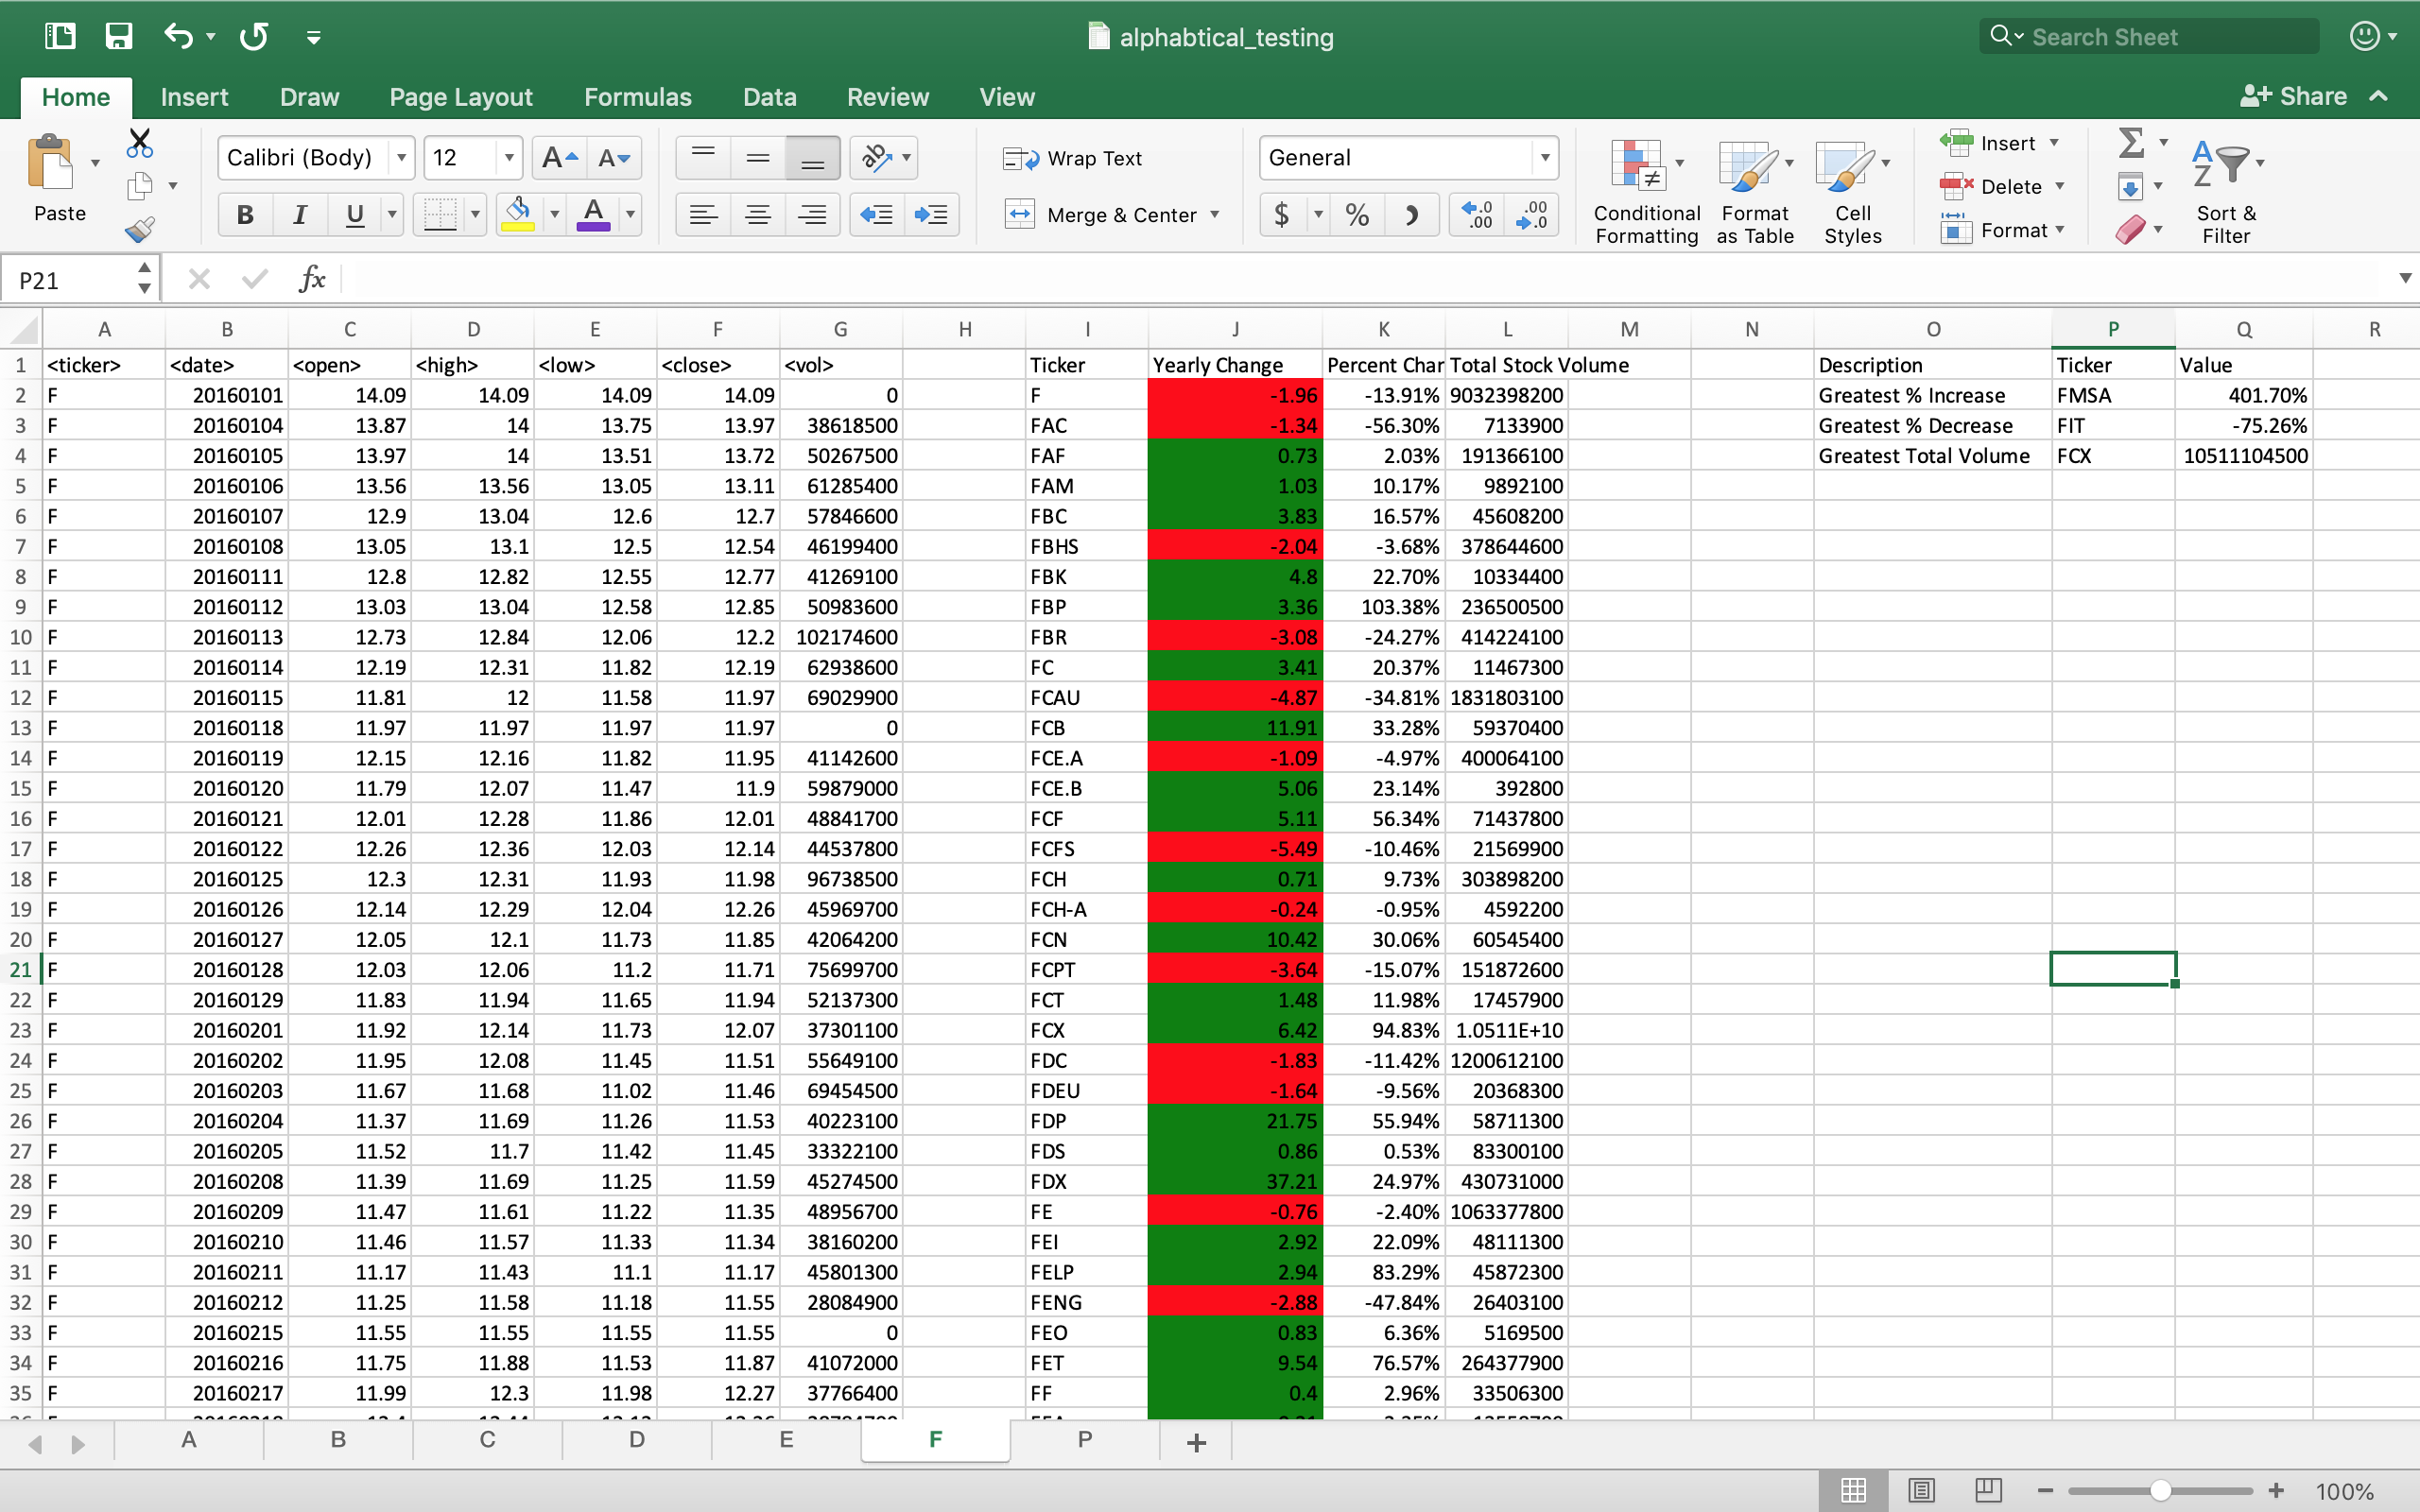 alphabtical_testing
Search Sheet
Home Insert Draw Page Layout Formulas Data Review View Share
Paste
Calibri (Body) 12 A A
B I U A
ab
Wrap Text
Merge & Center
General
$ % .0 .00 .00 .0
Conditional Formatting
Format as Table
Cell Styles
Insert
Delete
Format
Sort & Filter
P21 fx
A B C D E F G H I J K L M N O P Q R
1 <ticker> <date> <open> <high> <low> <close> <vol> Ticker Yearly Change Percent Char Total Stock Volume Description Ticker Value
2 F 20160101 14.09 14.09 14.09 14.09 0 F -1.96 -13.91% 9032398200 Greatest % Increase FMSA 401.70%
3 F 20160104 13.87 14 13.75 13.97 38618500 FAC -1.34 -56.30% 7133900 Greatest % Decrease FIT -75.26%
4 F 20160105 13.97 14 13.51 13.72 50267500 FAF 0.73 2.03% 191366100 Greatest Total Volume FCX 10511104500
5 F 20160106 13.56 13.56 13.05 13.11 61285400 FAM 1.03 10.17% 9892100
6 F 20160107 12.9 13.04 12.6 12.7 57846600 FBC 3.83 16.57% 45608200
7 F 20160108 13.05 13.1 12.5 12.54 46199400 FBHS -2.04 -3.68% 378644600
8 F 20160111 12.8 12.82 12.55 12.77 41269100 FBK 4.8 22.70% 10334400
9 F 20160112 13.03 13.04 12.58 12.85 50983600 FBP 3.36 103.38% 236500500
10 F 20160113 12.73 12.84 12.06 12.2 102174600 FBR -3.08 -24.27% 414224100
11 F 20160114 12.19 12.31 11.82 12.19 62938600 FC 3.41 20.37% 11467300
12 F 20160115 11.81 12 11.58 11.97 69029900 FCAU -4.87 -34.81% 1831803100
13 F 20160118 11.97 11.97 11.97 11.97 0 FCB 11.91 33.28% 59370400
14 F 20160119 12.15 12.16 11.82 11.95 41142600 FCE.A -1.09 -4.97% 400064100
15 F 20160120 11.79 12.07 11.47 11.9 59879000 FCE.B 5.06 23.14% 392800
16 F 20160121 12.01 12.28 11.86 12.01 48841700 FCF 5.11 56.34% 71437800
17 F 20160122 12.26 12.36 12.03 12.14 44537800 FCFS -5.49 -10.46% 21569900
18 F 20160125 12.3 12.31 11.93 11.98 96738500 FCH 0.71 9.73% 303898200
19 F 20160126 12.14 12.29 12.04 12.26 45969700 FCH-A -0.24 -0.95% 4592200
20 F 20160127 12.05 12.1 11.73 11.85 42064200 FCN 10.42 30.06% 60545400
21 F 20160128 12.03 12.06 11.2 11.71 75699700 FCPT -3.64 -15.07% 151872600
22 F 20160129 11.83 11.94 11.65 11.94 52137300 FCT 1.48 11.98% 17457900
23 F 20160201 11.92 12.14 11.73 12.07 37301100 FCX 6.42 94.83% 1.0511E+10
24 F 20160202 11.95 12.08 11.45 11.51 55649100 FDC -1.83 -11.42% 1200612100
25 F 20160203 11.67 11.68 11.02 11.46 69454500 FDEU -1.64 -9.56% 20368300
26 F 20160204 11.37 11.69 11.26 11.53 40223100 FDP 21.75 55.94% 58711300
27 F 20160205 11.52 11.7 11.42 11.45 33322100 FDS 0.86 0.53% 83300100
28 F 20160208 11.39 11.69 11.25 11.59 45274500 FDX 37.21 24.97% 430731000
29 F 20160209 11.47 11.61 11.22 11.35 48956700 FE -0.76 -2.40% 1063377800
30 F 20160210 11.46 11.57 11.33 11.34 38160200 FEI 2.92 22.09% 48111300
31 F 20160211 11.17 11.43 11.1 11.17 45801300 FELP 2.94 83.29% 45872300
32 F 20160212 11.25 11.58 11.18 11.55 28084900 FENG -2.88 -47.84% 26403100
33 F 20160215 11.55 11.55 11.55 11.55 0 FEO 0.83 6.36% 5169500
34 F 20160216 11.75 11.88 11.53 11.87 41072000 FET 9.54 76.57% 264377900
35 F 20160217 11.99 12.3 11.98 12.27 37766400 FF 0.4 2.96% 33506300
A B C D E F P +
100%